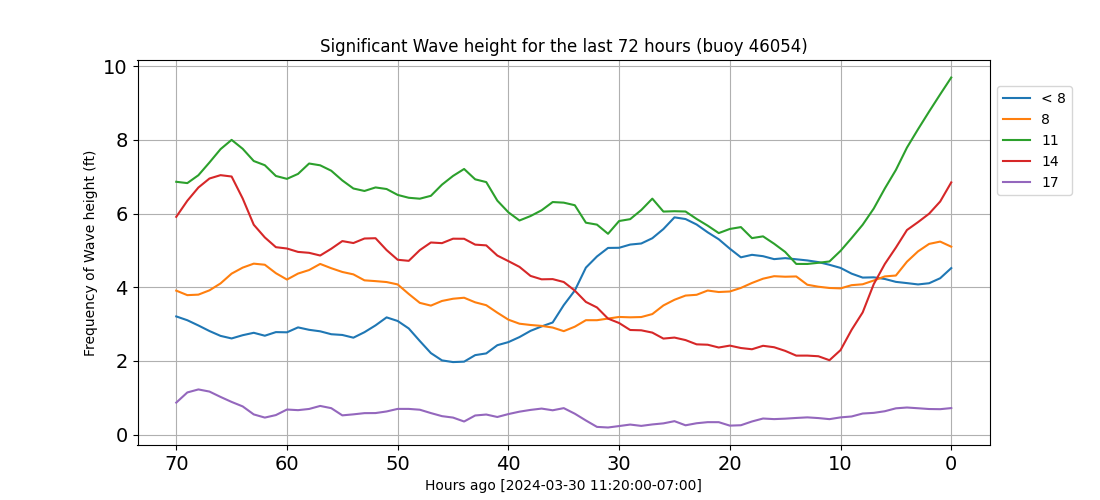 Significant Wave height for the last 72 hours (buoy 46054)
Frequency of Wave height (ft)
10
8
6
4
2
0
70 60 50 40 30 20 10 0
Hours ago [2024-03-30 11:20:00-07:00]
< 8
8
11
14
17